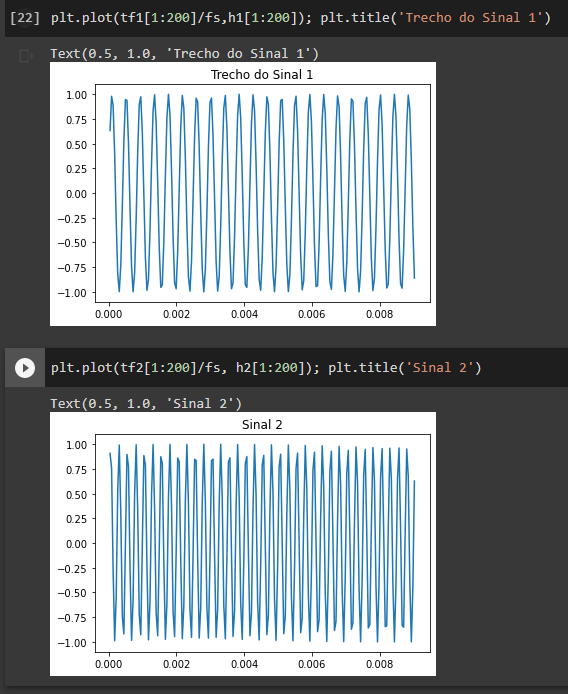 [22] plt.plot(tf1[1:200]/fs,h1[1:200]); plt.title('Trecho do Sinal 1')
Text(0.5, 1.0, 'Trecho do Sinal 1')
Trecho do Sinal 1
1.00
0.75
0.50
0.25
0.00
−0.25
−0.50
−0.75
−1.00
0.000 0.002 0.004 0.006 0.008
plt.plot(tf2[1:200]/fs, h2[1:200]); plt.title('Sinal 2')
Text(0.5, 1.0, 'Sinal 2')
Sinal 2
1.00
0.75
0.50
0.25
0.00
−0.25
−0.50
−0.75
−1.00
0.000 0.002 0.004 0.006 0.008